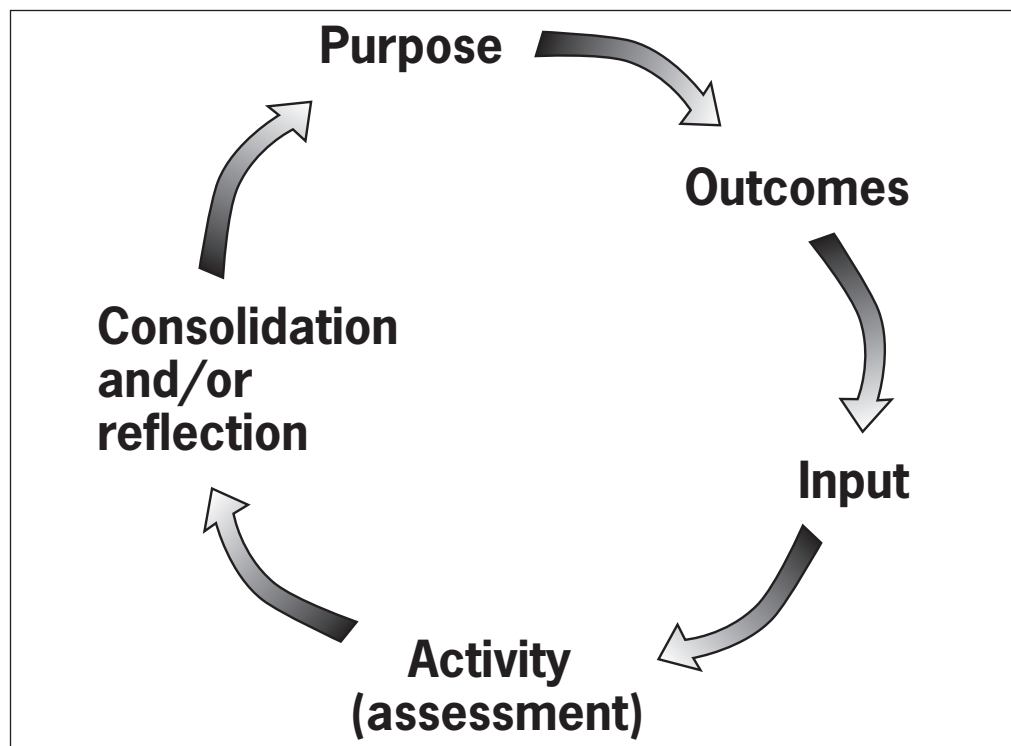 Purpose
Outcomes
Input
Activity
(assessment)
Consolidation
and/or
reflection